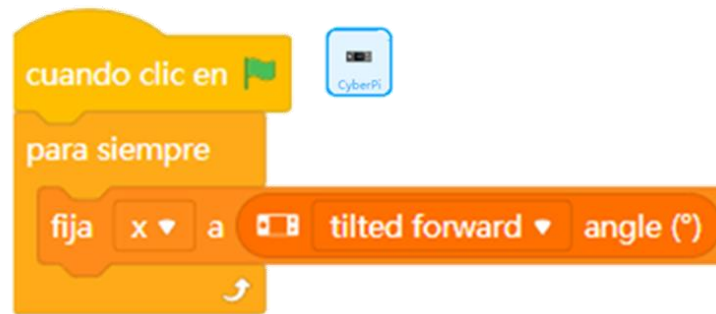 cuando clic en
CyberPi
para siempre
fija x a tilted forward angle (°)